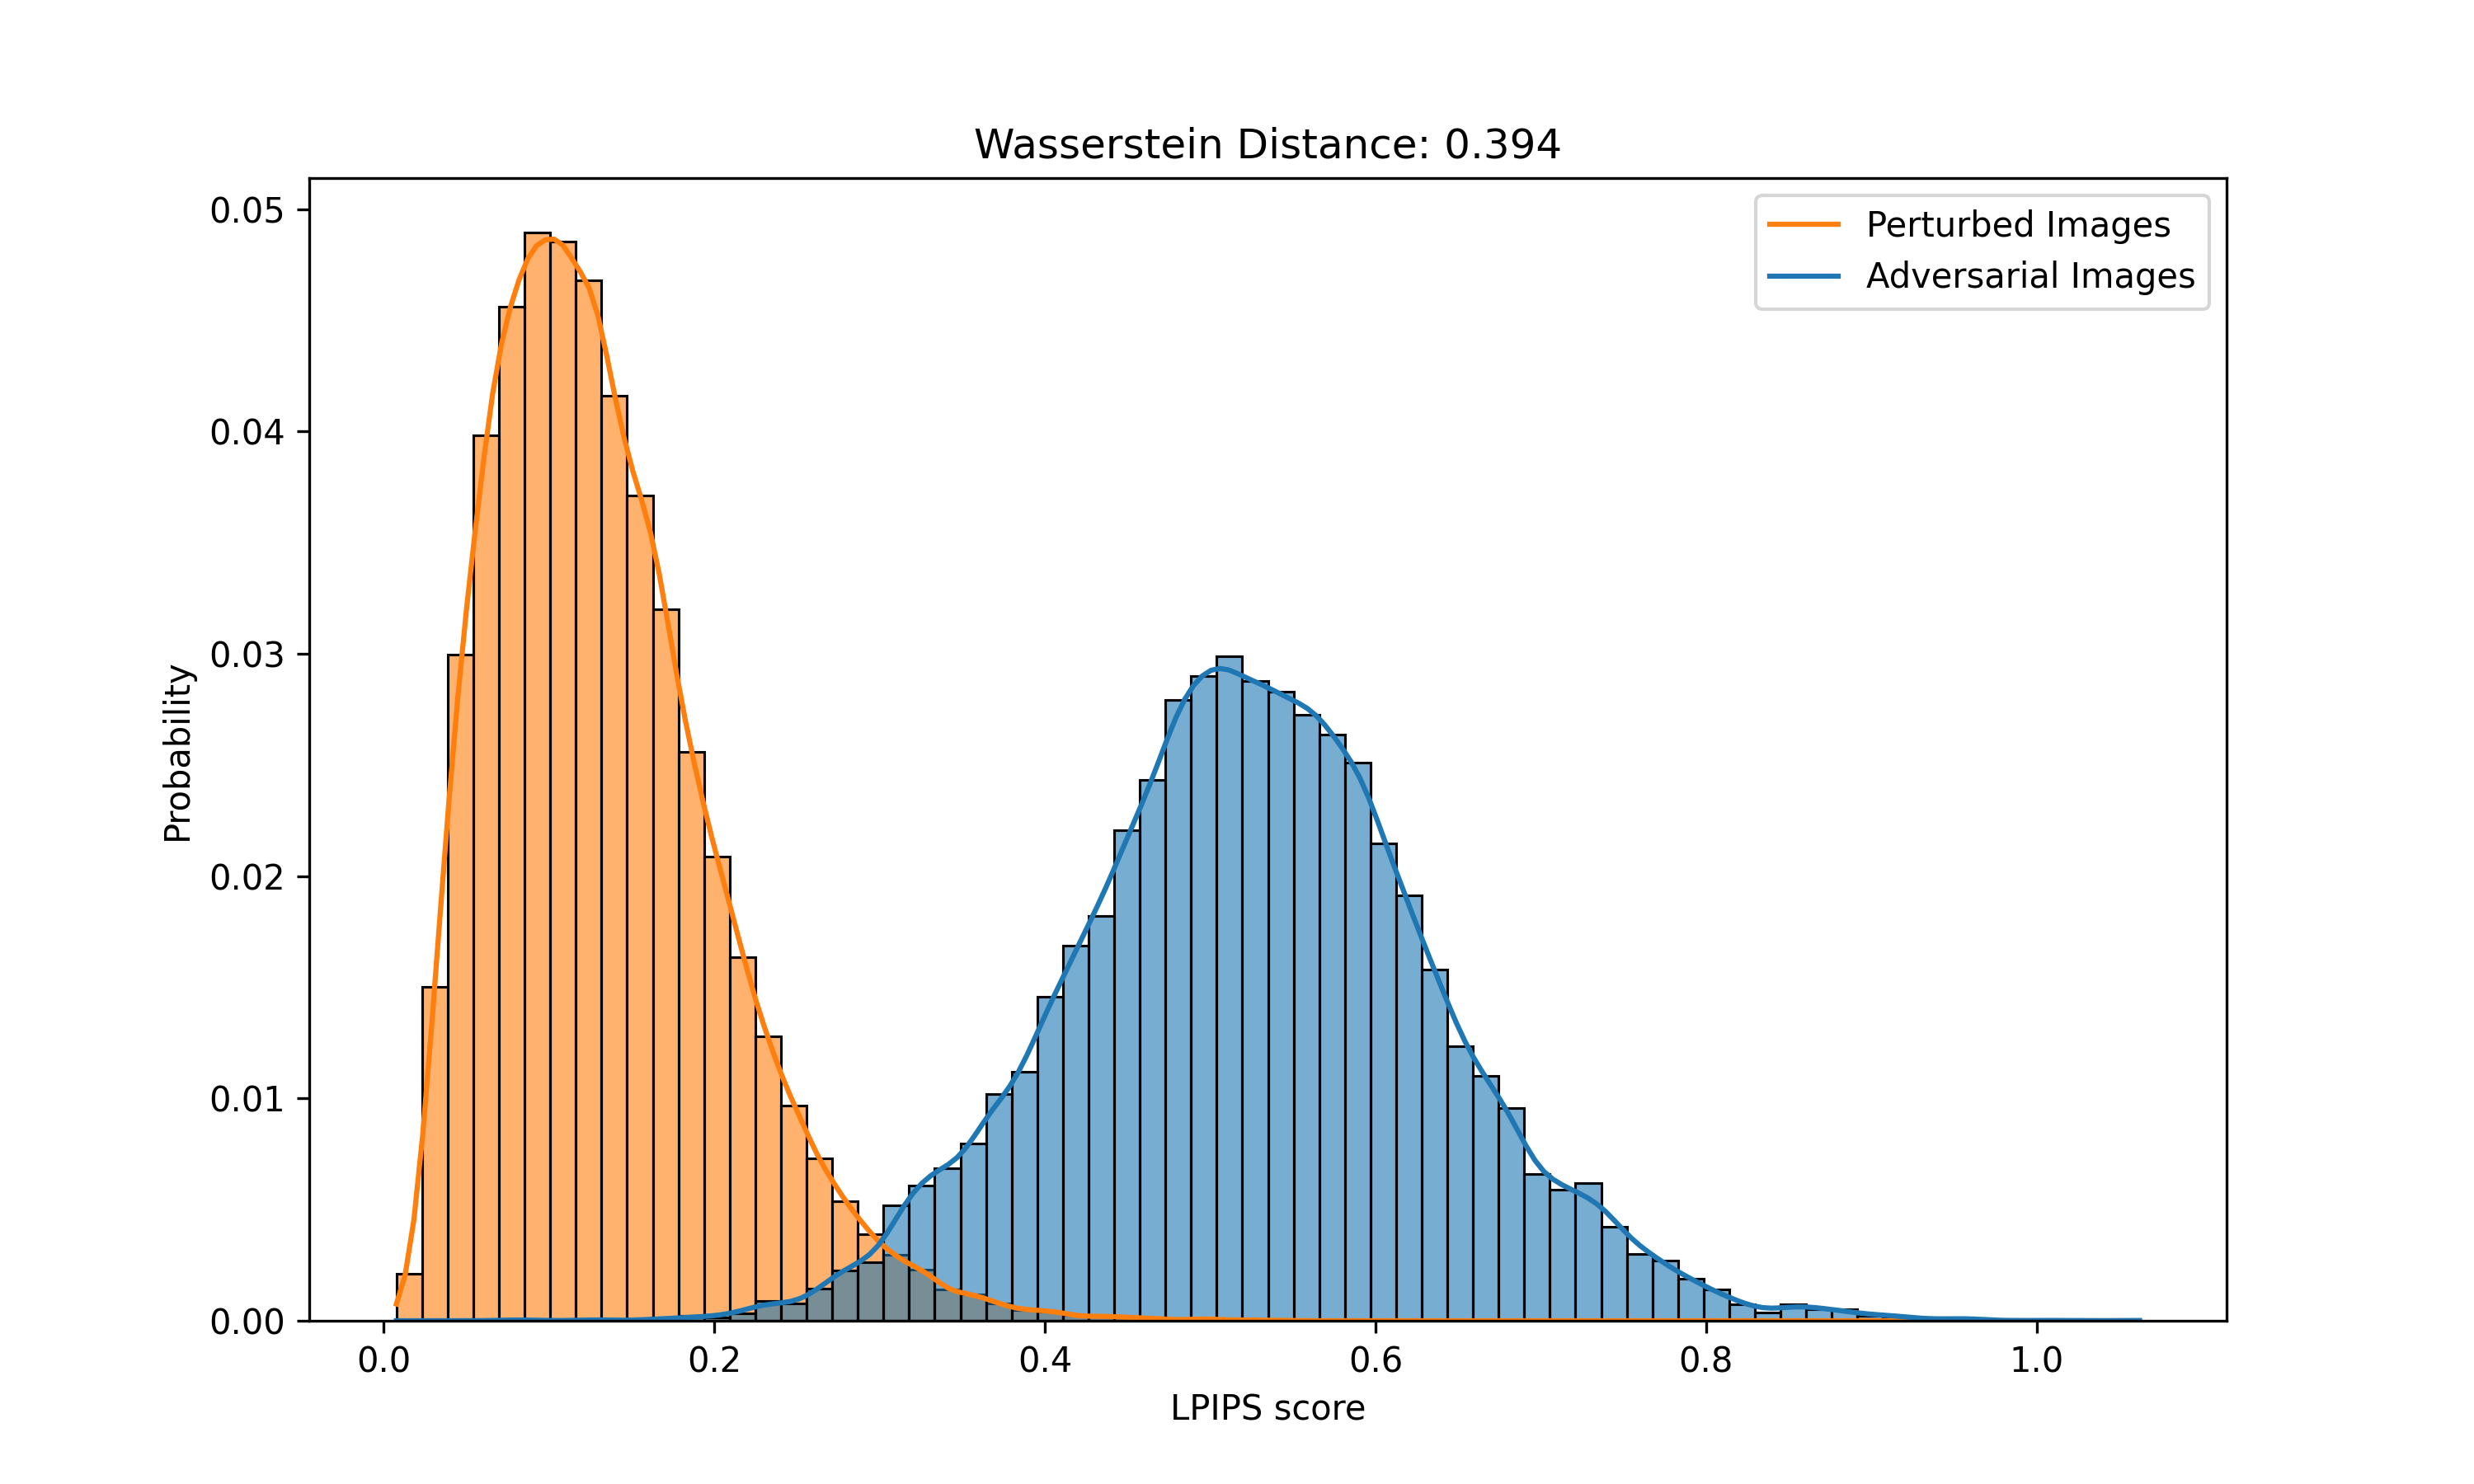 Wasserstein Distance: 0.394
Perturbed Images
Adversarial Images
Probability
0.05
0.04
0.03
0.02
0.01
0.00
0.0 0.2 0.4 0.6 0.8 1.0
LPIPS score